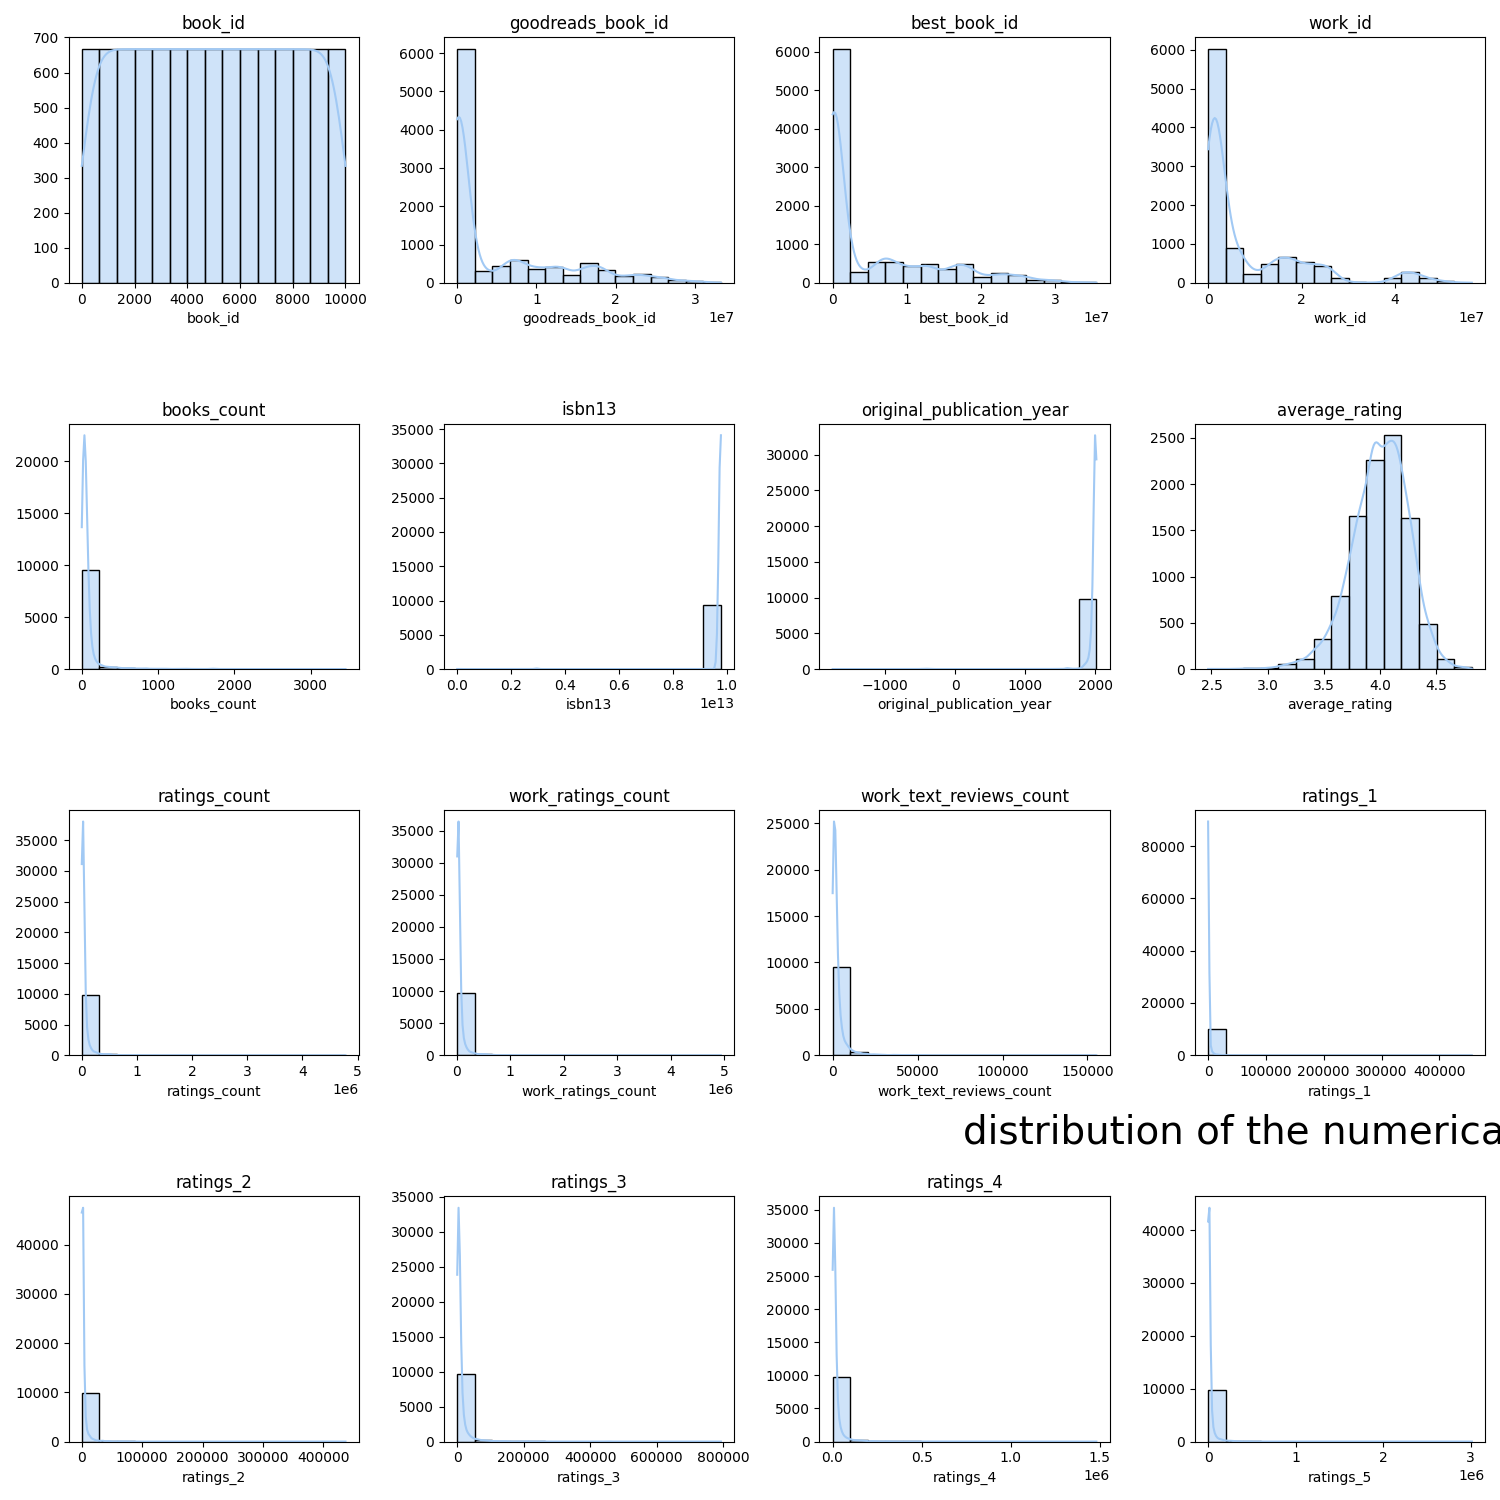 book_id goodreads_book_id best_book_id work_id
700
600
500
400
300
200
100
0
0 2000 4000 6000 8000 10000
book_id
6000
5000
4000
3000
2000
1000
0
0 1 2 3
1e7
goodreads_book_id
6000
5000
4000
3000
2000
1000
0
0 1 2 3
1e7
best_book_id
6000
5000
4000
3000
2000
1000
0
0 2 4
1e7
work_id
books_count isbn13 original_publication_year average_rating
20000
15000
10000
5000
0
0 1000 2000 3000
books_count
35000
30000
25000
20000
15000
10000
5000
0
0.0 0.2 0.4 0.6 0.8 1.0
1e13
isbn13
30000
25000
20000
15000
10000
5000
0
−1000 0 1000 2000
original_publication_year
2500
2000
1500
1000
500
0
2.5 3.0 3.5 4.0 4.5
average_rating
ratings_count work_ratings_count work_text_reviews_count ratings_1
35000
30000
25000
20000
15000
10000
5000
0
0 1 2 3 4 5
1e6
ratings_count
35000
30000
25000
20000
15000
10000
5000
0
0 1 2 3 4 5
1e6
work_ratings_count
25000
20000
15000
10000
5000
0
0 50000 100000 150000
work_text_reviews_count
80000
60000
40000
20000
0
0 100000 200000 300000 400000
ratings_1
distribution of the numerica
ratings_2 ratings_3 ratings_4
40000
30000
20000
10000
0
0 100000 200000 300000 400000
ratings_2
35000
30000
25000
20000
15000
10000
5000
0
0 200000 400000 600000 800000
ratings_3
35000
30000
25000
20000
15000
10000
5000
0
0.0 0.5 1.0 1.5
1e6
ratings_4
40000
30000
20000
10000
0
0 1 2 3
1e6
ratings_5